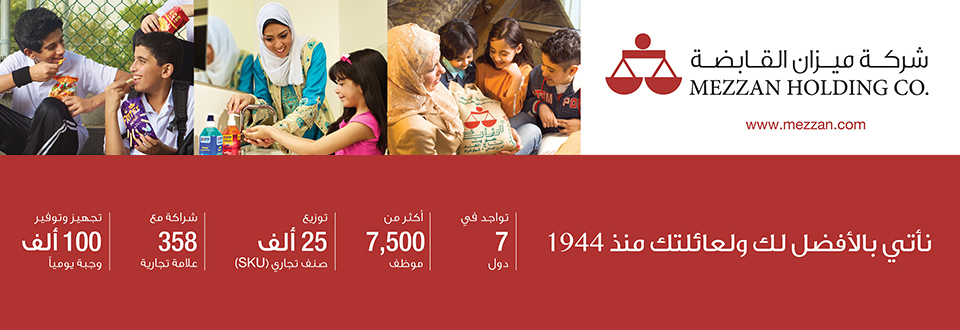 شركة ميزان القابضة
MEZZAN HOLDING CO.
www.mezzan.com
نأتي بالأفضل لك ولعائلتك منذ 1944
تواجد في
7
دول
أكثر من
7,500
موظف
توزيع
25 ألف
صنف تجاري (SKU)
شراكة مع
358
علامة تجارية
تجهيز وتوفير
100 ألف
وجبة يومياً